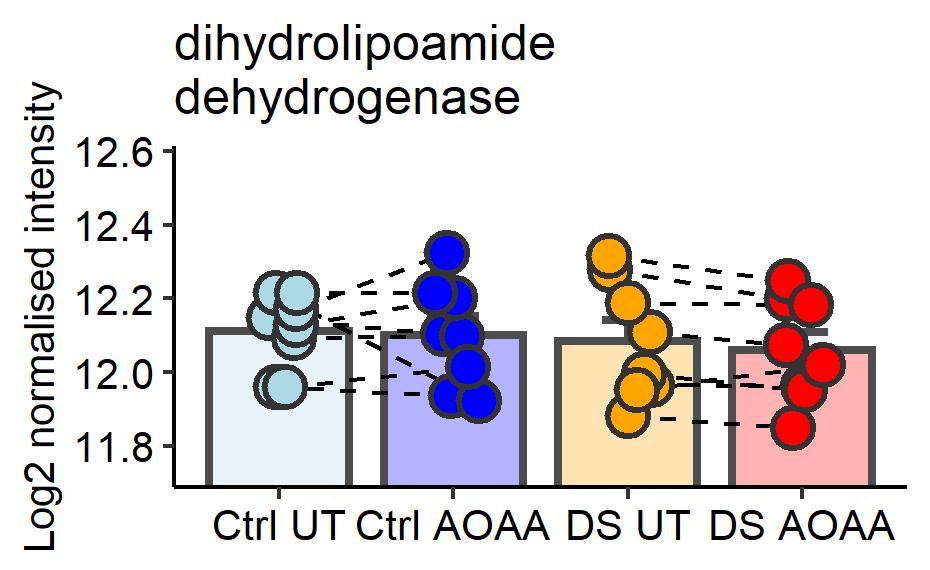 dihydrolipoamide
dehydrogenase
Log2 normalised intensity
12.6
12.4
12.2
12.0
11.8
Ctrl UT Ctrl AOAA DS UT DS AOAA